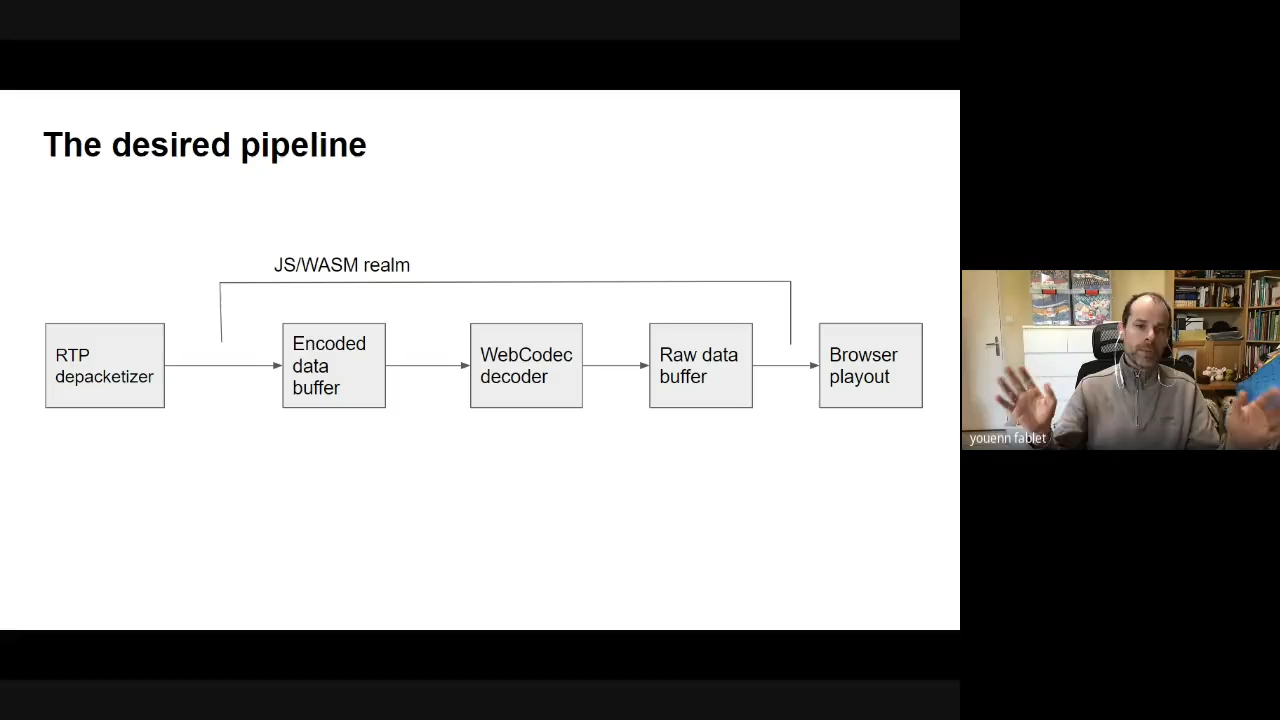 The desired pipeline
JS/WASM realm
RTP
depacketizer
Encoded
data
buffer
WebCodec
decoder
Raw data
buffer
Browser
playout
youenn fablet